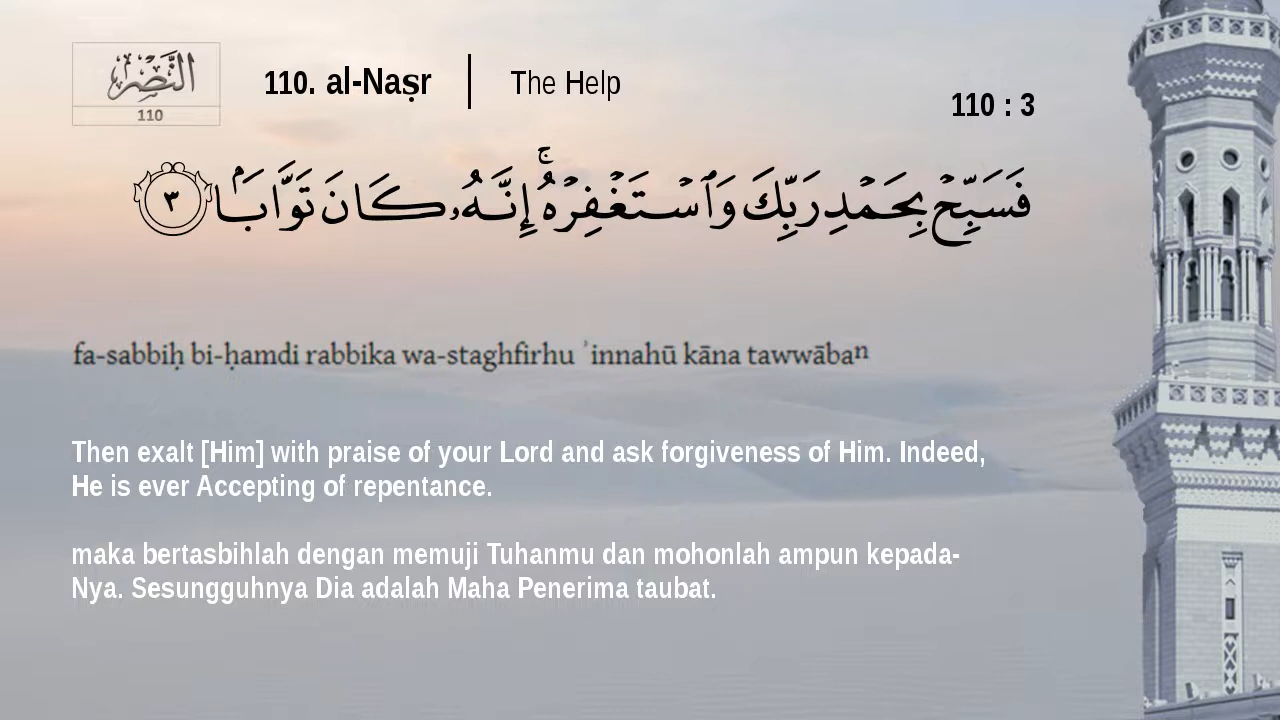 النَّصْر
110
110. al-Naṣr
The Help
110 : 3
فَسَبِّحْ بِحَمْدِ رَبِّكَ وَٱسْتَغْفِرْهُ ۚ إِنَّهُۥ كَانَ تَوَّابًۢا ٣
fa-sabbiḥ bi-ḥamdi rabbika wa-staghfirhu ʾinnahū kāna tawwābaⁿ
Then exalt [Him] with praise of your Lord and ask forgiveness of Him. Indeed,
He is ever Accepting of repentance.
maka bertasbihlah dengan memuji Tuhanmu dan mohonlah ampun kepada-
Nya. Sesungguhnya Dia adalah Maha Penerima taubat.